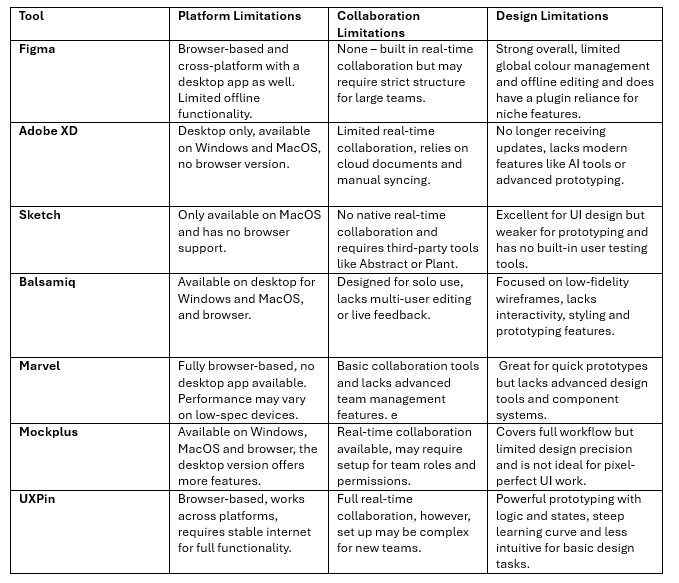 Tool
Platform Limitations
Collaboration
Limitations
Design Limitations
Figma
Browser-based and
cross-platform with a
desktop app as well.
Limited offline
functionality.
None – built in real-time
collaboration but may
require strict structure
for large teams.
Strong overall, limited
global colour management
and offline editing and does
have a plugin reliance for
niche features.
Adobe XD
Desktop only, available
on Windows and MacOS,
no browser version.
Limited real-time
collaboration, relies on
cloud documents and
manual syncing.
No longer receiving
updates, lacks modern
features like AI tools or
advanced prototyping.
Sketch
Only available on MacOS
and has no browser
support.
No native real-time
collaboration and
requires third-party tools
like Abstract or Plant.
Excellent for UI design but
weaker for prototyping and
has no built-in user testing
tools.
Balsamiq
Available on desktop for
Windows and MacOS,
and browser.
Designed for solo use,
lacks multi-user editing
or live feedback.
Focused on low-fidelity
wireframes, lacks
interactivity, styling and
prototyping features.
Marvel
Fully browser-based, no
desktop app available.
Performance may vary
on low-spec devices.
Basic collaboration tools
and lacks advanced
team management
features. e
Great for quick prototypes
but lacks advanced design
tools and component
systems.
Mockplus
Available on Windows,
MacOS and browser, the
desktop version offers
more features.
Real-time collaboration
available, may require
setup for team roles and
permissions.
Covers full workflow but
limited design precision
and is not ideal for pixel-
perfect UI work.
UXPin
Browser-based, works
across platforms,
requires stable internet
for full functionality.
Full real-time
collaboration, however,
set up may be complex
for new teams.
Powerful prototyping with
logic and states, steep
learning curve and less
intuitive for basic design
tasks.